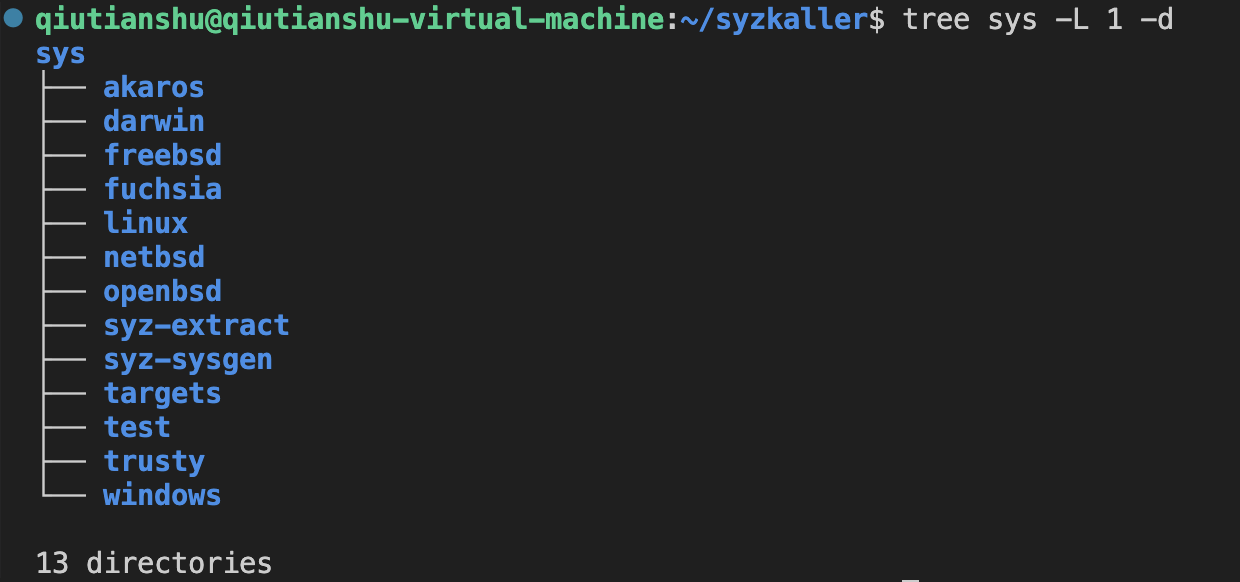 qiutianshu@qiutianshu-virtual-machine:~/syzkaller$ tree sys -L 1 -d
sys
├── akaros
├── darwin
├── freebsd
├── fuchsia
├── linux
├── netbsd
├── openbsd
├── syz-extract
├── syz-sysgen
├── targets
├── test
├── trusty
└── windows
13 directories